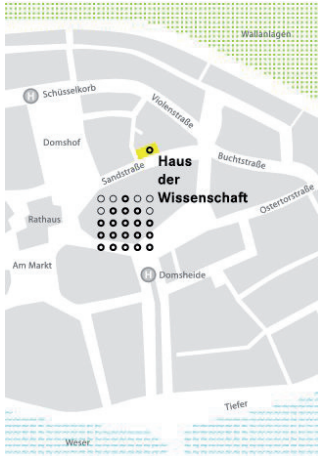 Wallanlagen
H Schüsselkorb
Violenstraße
Domshof
Haus
der
Wissenschaft
Buchtstraße
Sandstraße
Ostertorstraße
Rathaus
Am Markt
H Domsheide
Tiefer
Weser